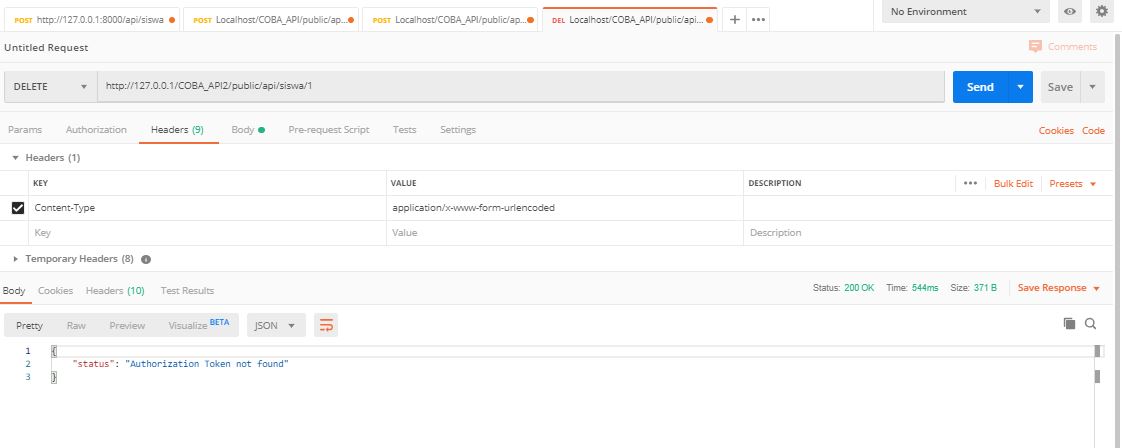 POST http://127.0.0.1:8000/api/siswa
POST Localhost/COBA_API/public/ap...
POST Localhost/COBA_API/public/ap...
DEL Localhost/COBA_API/public/api...
No Environment
Untitled Request
Comments
DELETE
http://127.0.0.1/COBA_API2/public/api/siswa/1
Send
Save
Params Authorization Headers (9) Body Pre-request Script Tests Settings Cookies Code
Headers (1)
KEY VALUE DESCRIPTION ••• Bulk Edit Presets
Content-Type application/x-www-form-urlencoded
Key Value Description
Temporary Headers (8)
Body Cookies Headers (10) Test Results Status: 200 OK Time: 544ms Size: 371 B Save Response
Pretty Raw Preview Visualize BETA JSON
1 {
2 "status": "Authorization Token not found"
3 }